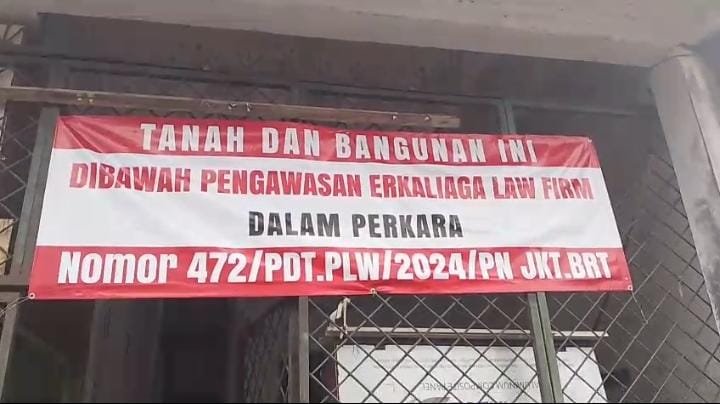 TANAH DAN BANGUNAN INI
DIBAWAH PENGAWASAN ERKALIAGA LAW FIRM
DALAM PERKARA
Nomor 472/PDT.PLW/2024/PN JKT.BRT